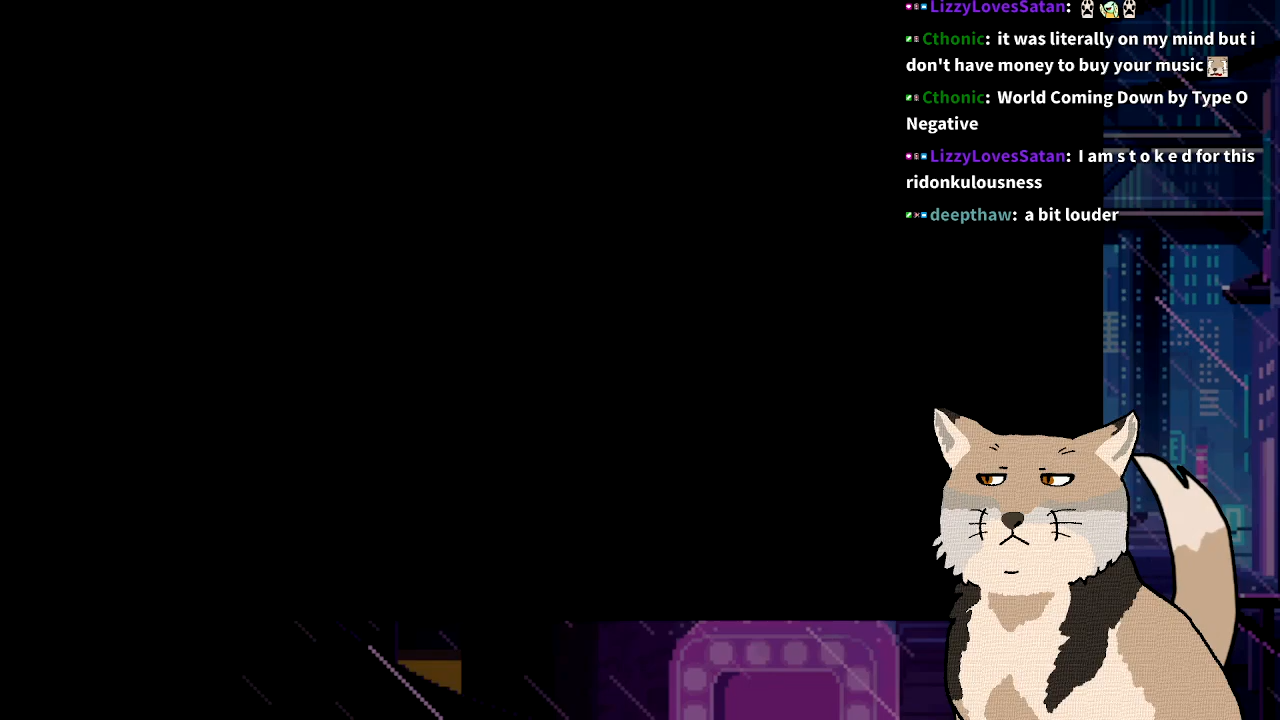 LizzyLovesSatan:
Cthonic: it was literally on my mind but i
don't have money to buy your music
Cthonic: World Coming Down by Type O
Negative
LizzyLovesSatan: I am s t o k e d for this
ridonkulousness
deepthaw: a bit louder